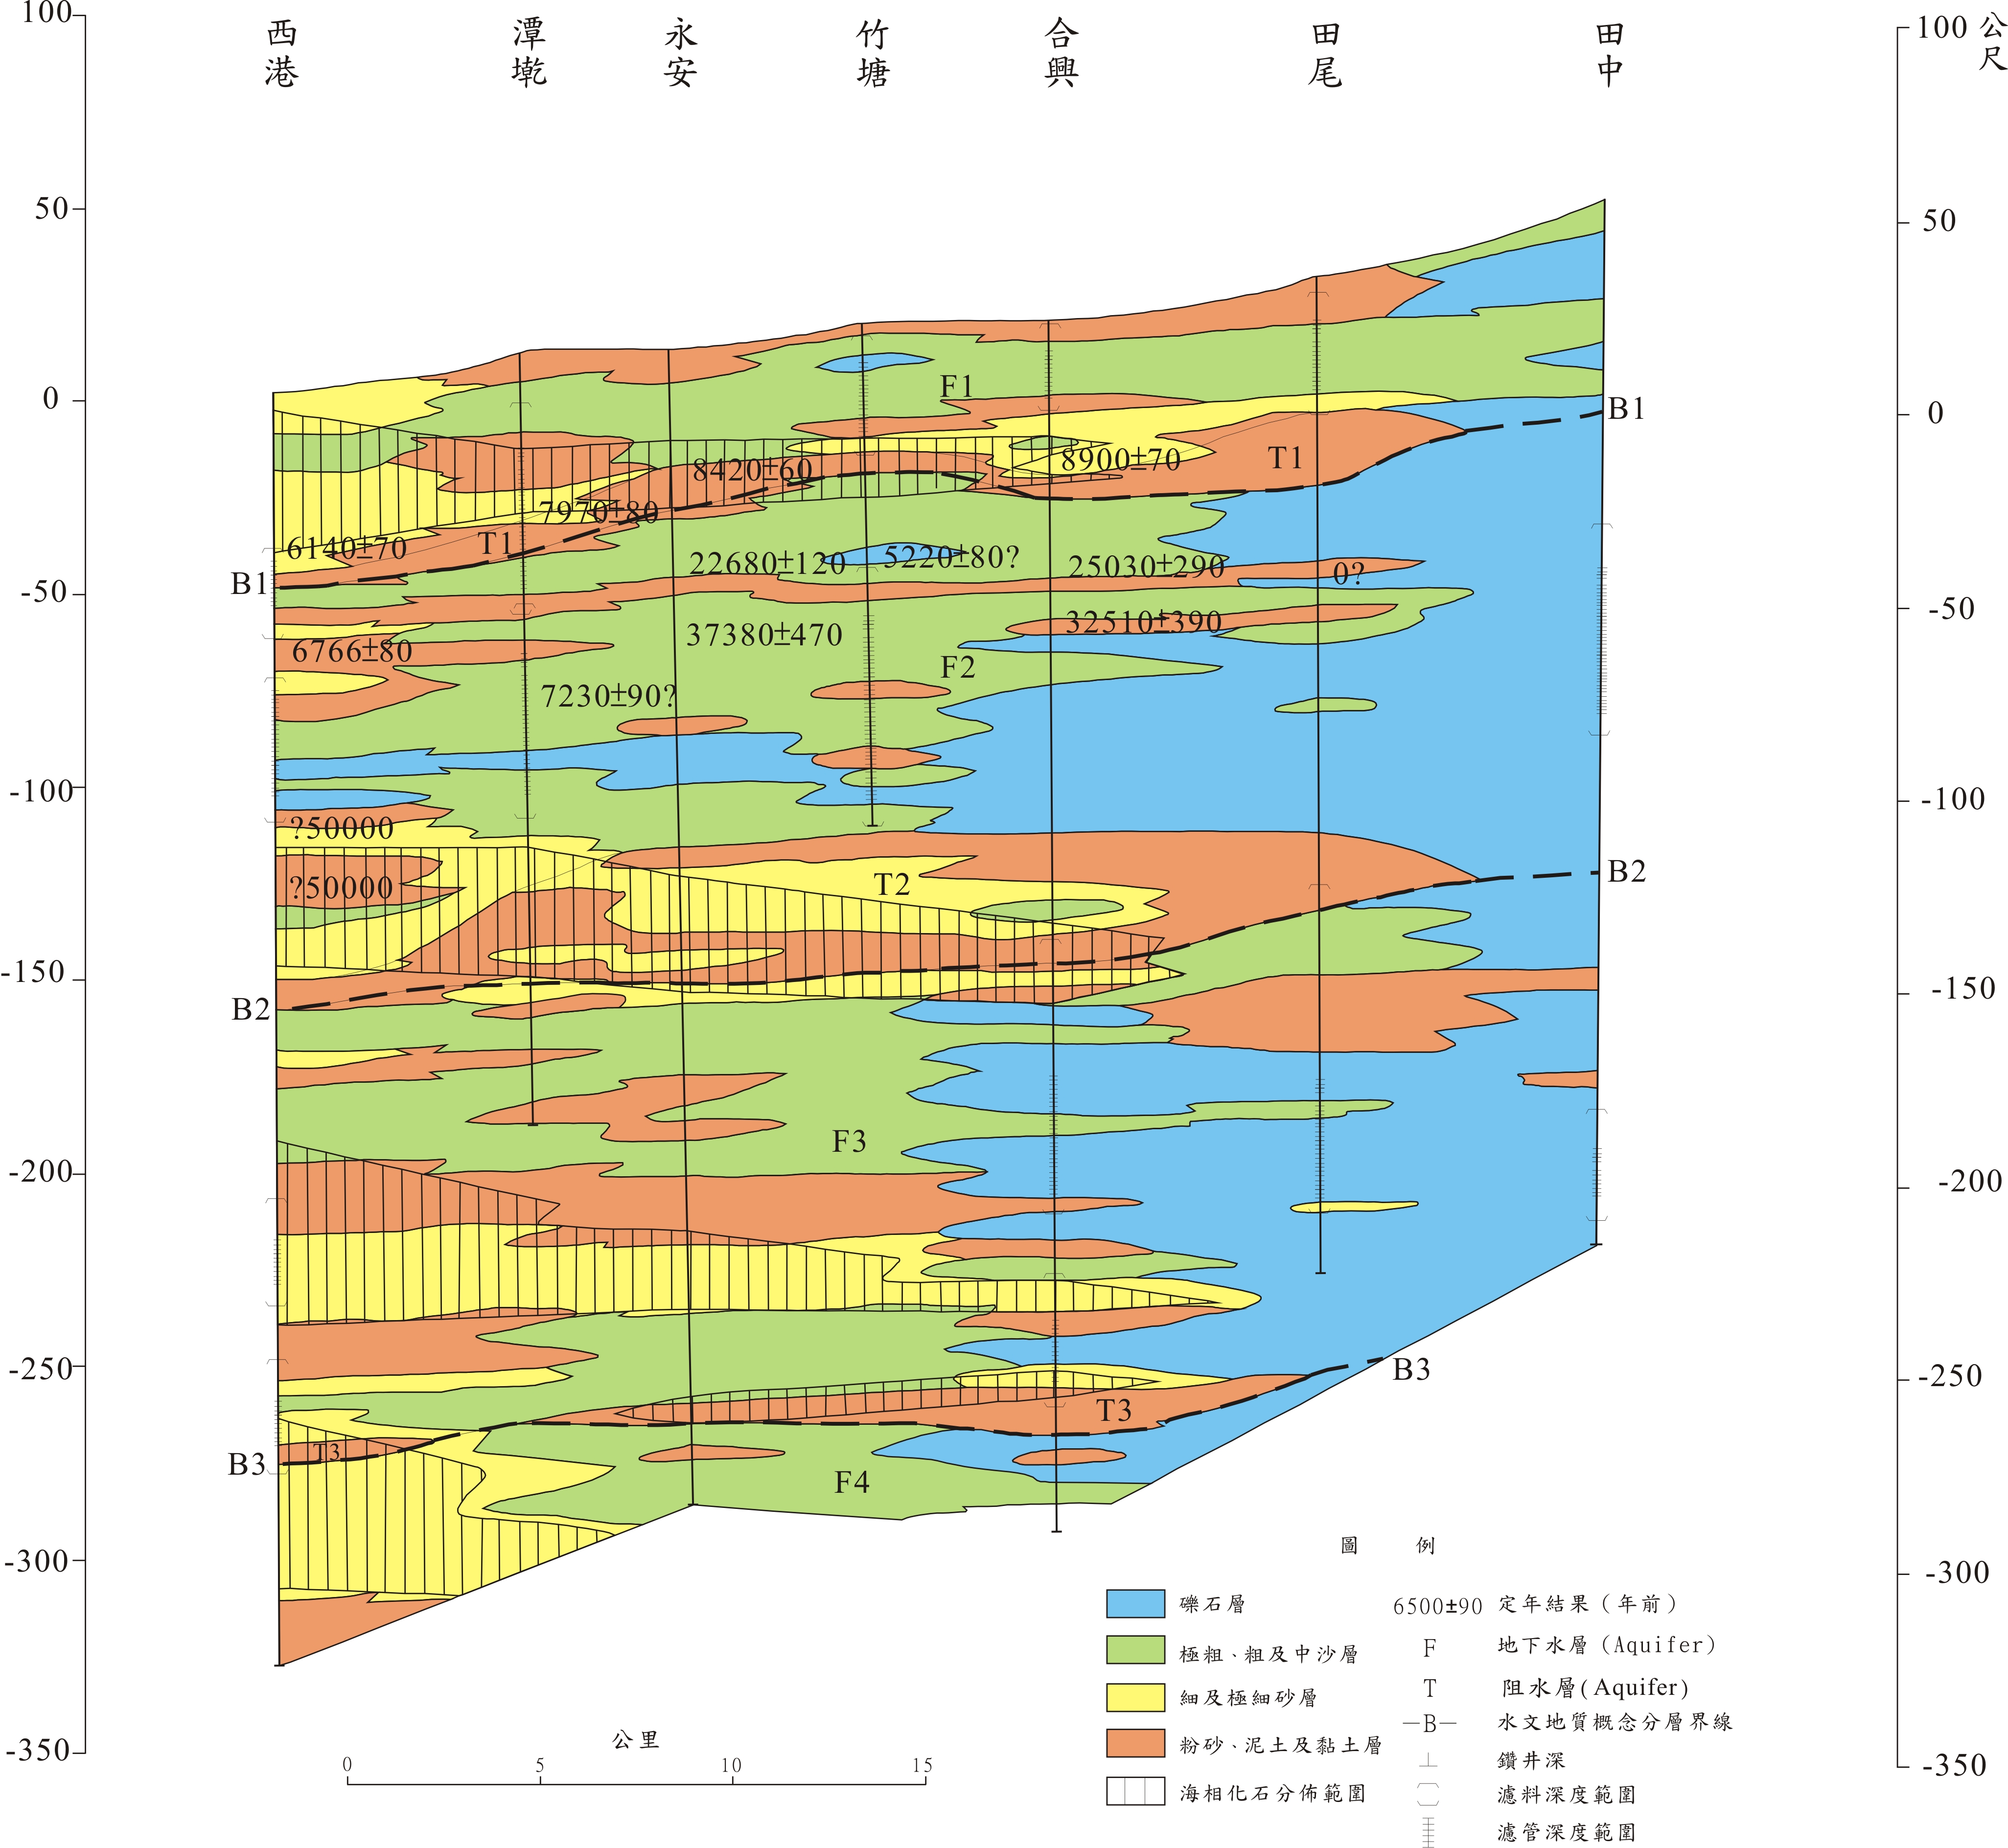 100
西港
潭墘
永安
竹塘
合興
田尾
田中
100
公尺
50
50
0
0
F1
B1
8900±70
T1
8420±60
7970±80
6140±70
T1
B1
22680±120
5220±80?
25030±290
0?
-50
-50
32510±390
37380±470
6766±80
F2
7230±90?
-100
-100
?50000
?50000
T2
B2
-150
-150
B2
F3
-200
-200
-250
-250
B3
T3
T3
B3
F4
-300
-300
圖例
礫石層
極粗、粗及中沙層
細及極細砂層
粉砂、泥土及黏土層
海相化石分佈範圍
6500±90 定年結果（年前）
F 地下水層（Aquifer）
T 阻水層(Aquifer)
—B— 水文地質概念分層界線
鑽井深
濾料深度範圍
濾管深度範圍
-350
-350
公里
0 5 10 15